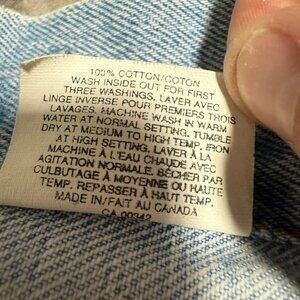 100% COTTON/COTON
WASH INSIDE OUT FOR FIRST
THREE WASHINGS. LAVER AVEC
LINGE INVERSE POUR PREMIERS TROIS
LAVAGES. MACHINE WASH IN WARM
WATER AT NORMAL SETTING. TUMBLE
DRY AT MEDIUM TO HIGH TEMP. IRON
AT HIGH SETTING. LAVER À LA
MACHINE À L'EAU CHAUDE AVEC
AGITATION NORMALE. SÉCHER PAR
CULBUTAGE À MOYENNE OU HAUTE
TEMP. REPASSER À HAUT TEMP.
MADE IN/FAIT AU CANADA
CA 00342